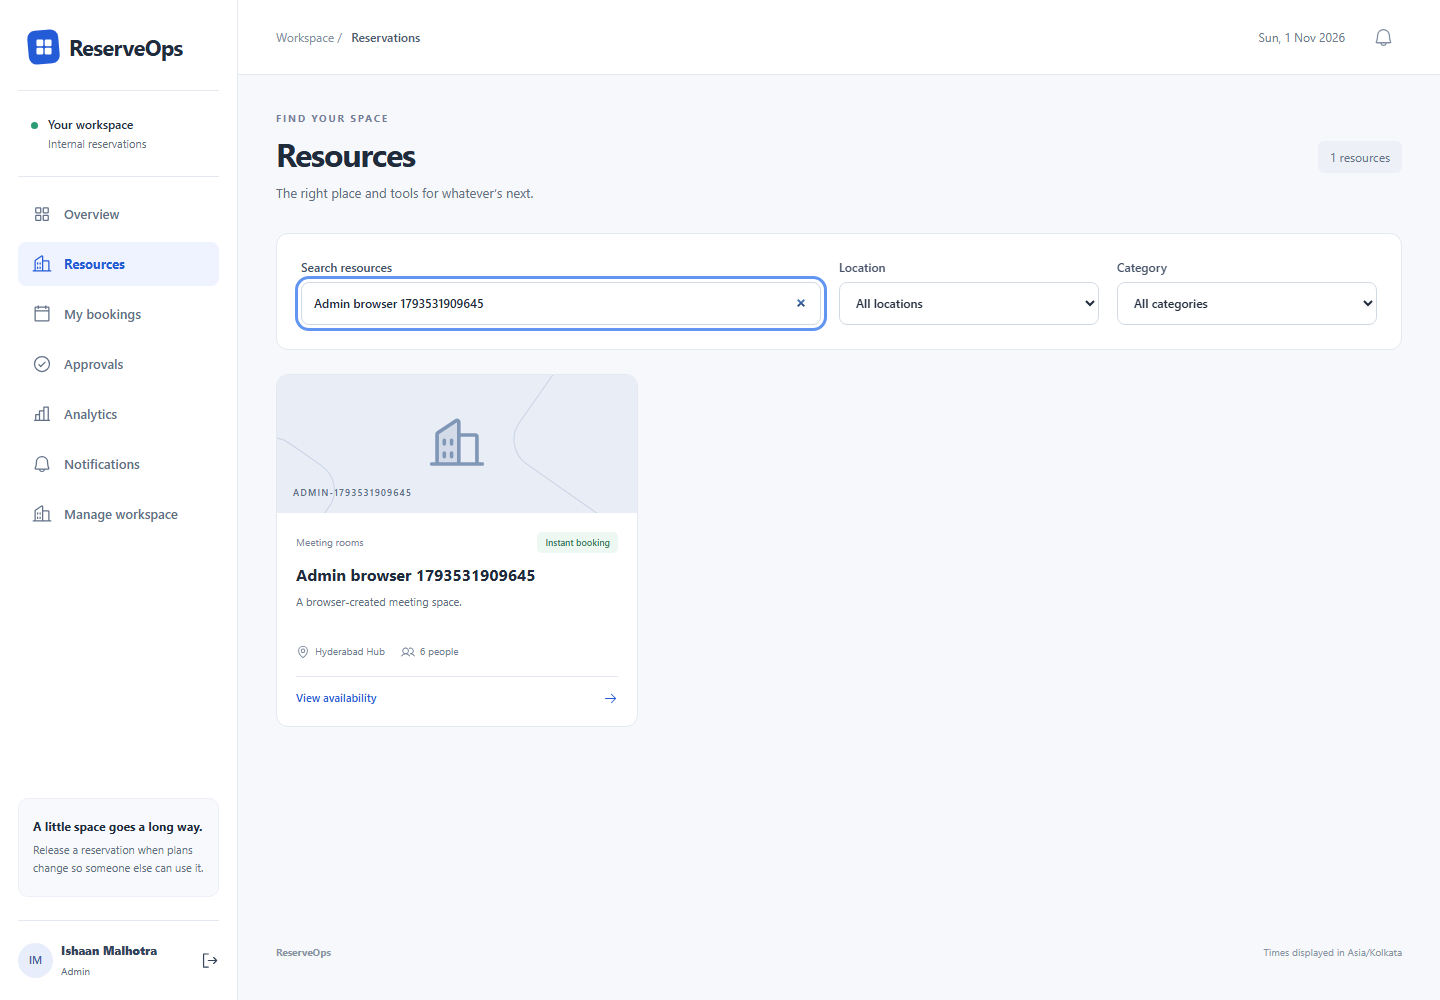 ReserveOps
Your workspace
Internal reservations
Overview
Resources
My bookings
Approvals
Analytics
Notifications
Manage workspace
A little space goes a long way.
Release a reservation when plans
change so someone else can use it.
IM
Ishaan Malhotra
Admin
Workspace / Reservations
Sun, 1 Nov 2026
FIND YOUR SPACE
Resources
1 resources
The right place and tools for whatever's next.
Search resources
Location
Category
Admin browser 1793531909645
All locations
All categories
ADMIN-1793531909645
Meeting rooms
Instant booking
Admin browser 1793531909645
A browser-created meeting space.
Hyderabad Hub
6 people
View availability
ReserveOps
Times displayed in Asia/Kolkata